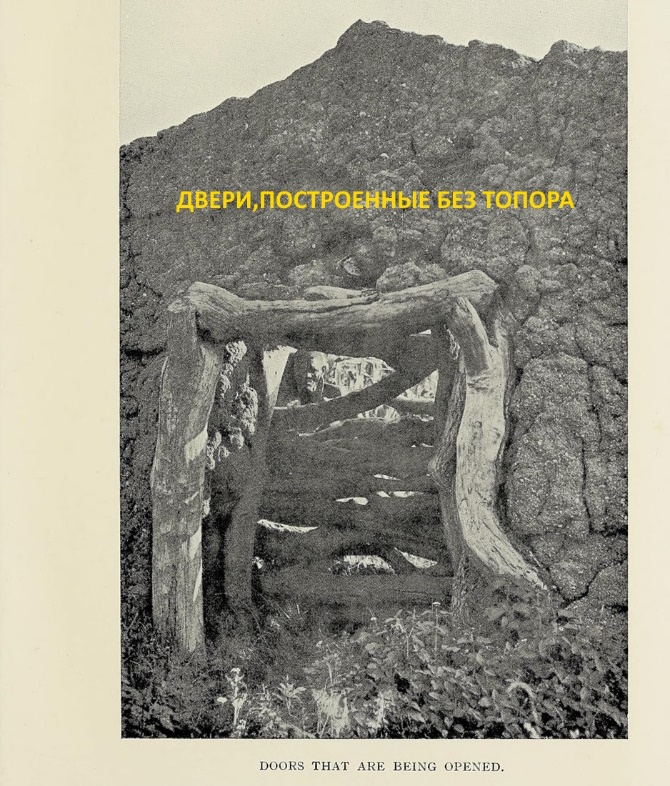 ДВЕРИ,ПОСТРОЕННЫЕ БЕЗ ТОПОРА
DOORS THAT ARE BEING OPENED.